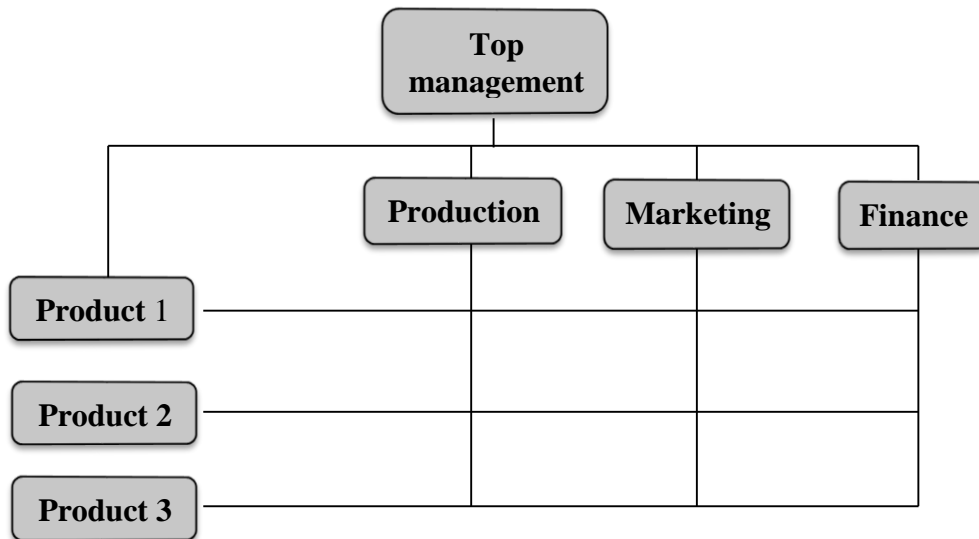 Top
management
Production
Marketing
Finance
Product 1
Product 2
Product 3